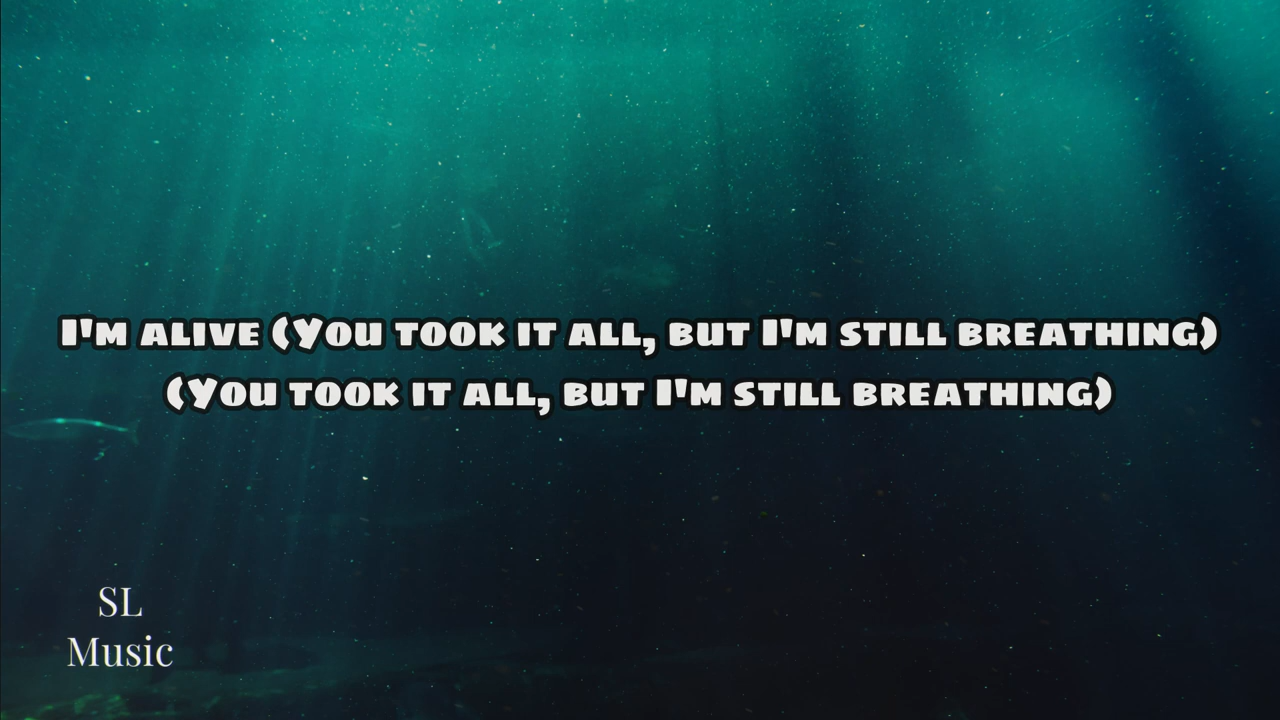 I'm alive (You took it all, but I'm still breathing)
(You took it all, but I'm still breathing)
SL
Music